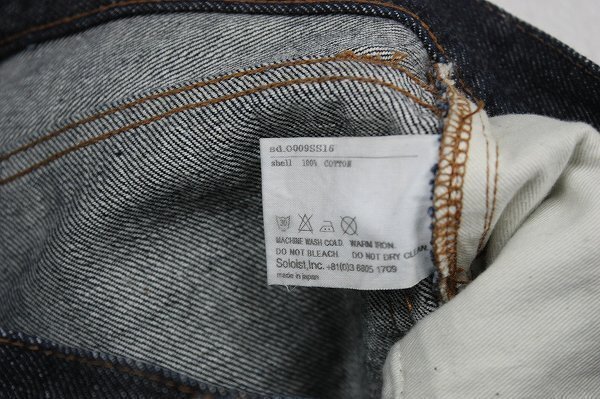 sd.0009SS16
shell 100% COTTON
30
MACHINE WASH COLD. WARM IRON.
DO NOT BLEACH DO NOT DRY CLEAN.
Soloist,Inc. +81(0)3 6805 1709
made in japan